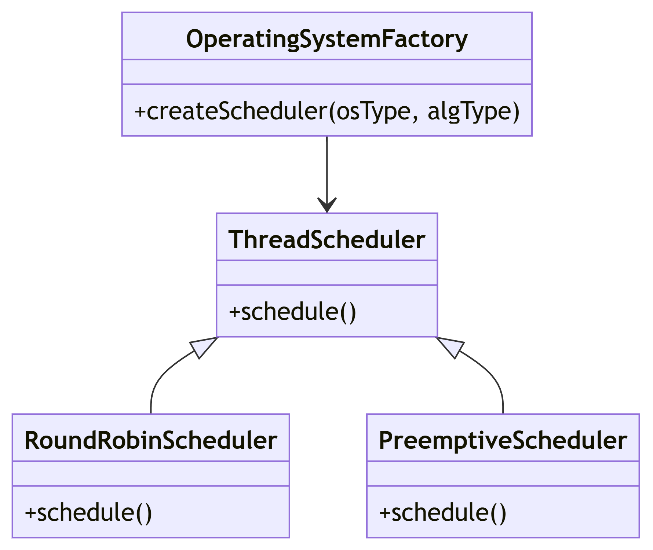 OperatingSystemFactory
+createScheduler(osType, algType)
ThreadScheduler
+schedule()
RoundRobinScheduler
PreemptiveScheduler
+schedule()
+schedule()